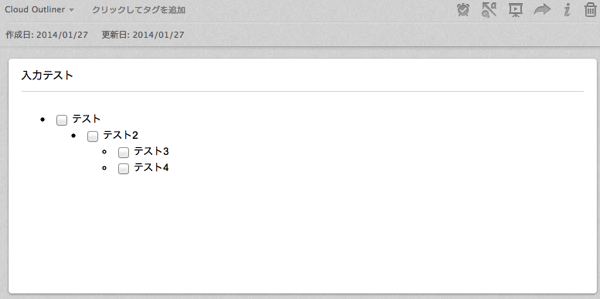 Cloud Outliner クリックしてタグを追加
作成日: 2014/01/27 更新日: 2014/01/27
入力テスト
テスト
テスト2
テスト3
テスト4